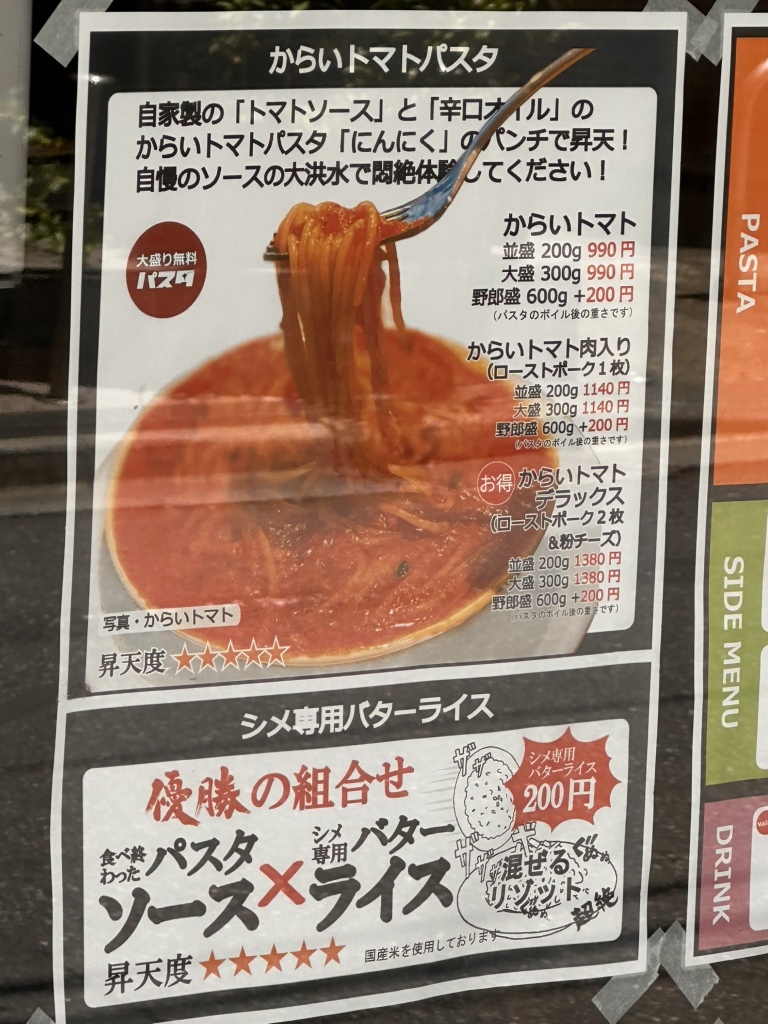 からいトマトパスタ
自家製の「トマトソース」と「辛口オイル」の
からいトマトパスタ「にんにく」のパンチで昇天！
自慢のソースの大洪水で悶絶体験してください！
大盛り無料
パスタ
からいトマト
並盛 200g 990円
大盛 300g 990円
野郎盛 600g +200円
（パスタのボイル後の重さです）
からいトマト肉入り
（ローストポーク1枚）
並盛 200g 1140円
大盛 300g 1140円
野郎盛 600g +200円
（パスタのボイル後の重さです）
お得
からいトマト
デラックス
（ローストポーク2枚
&粉チーズ）
並盛 200g 1380円
大盛 300g 1380円
野郎盛 600g +200円
（パスタのボイル後の重さです）
写真・からいトマト
昇天度 ★★★★☆
シメ専用バターライス
優勝の組合せ
食べ終わった パスタソース×シメ専用 バターライス
シメ専用
バターライス
200円
ザザ
ザザ
混ぜる
リゾット
超絶
昇天度 ★★★★★
国産米を使用しております
PASTA
SIDE MENU
DRINK